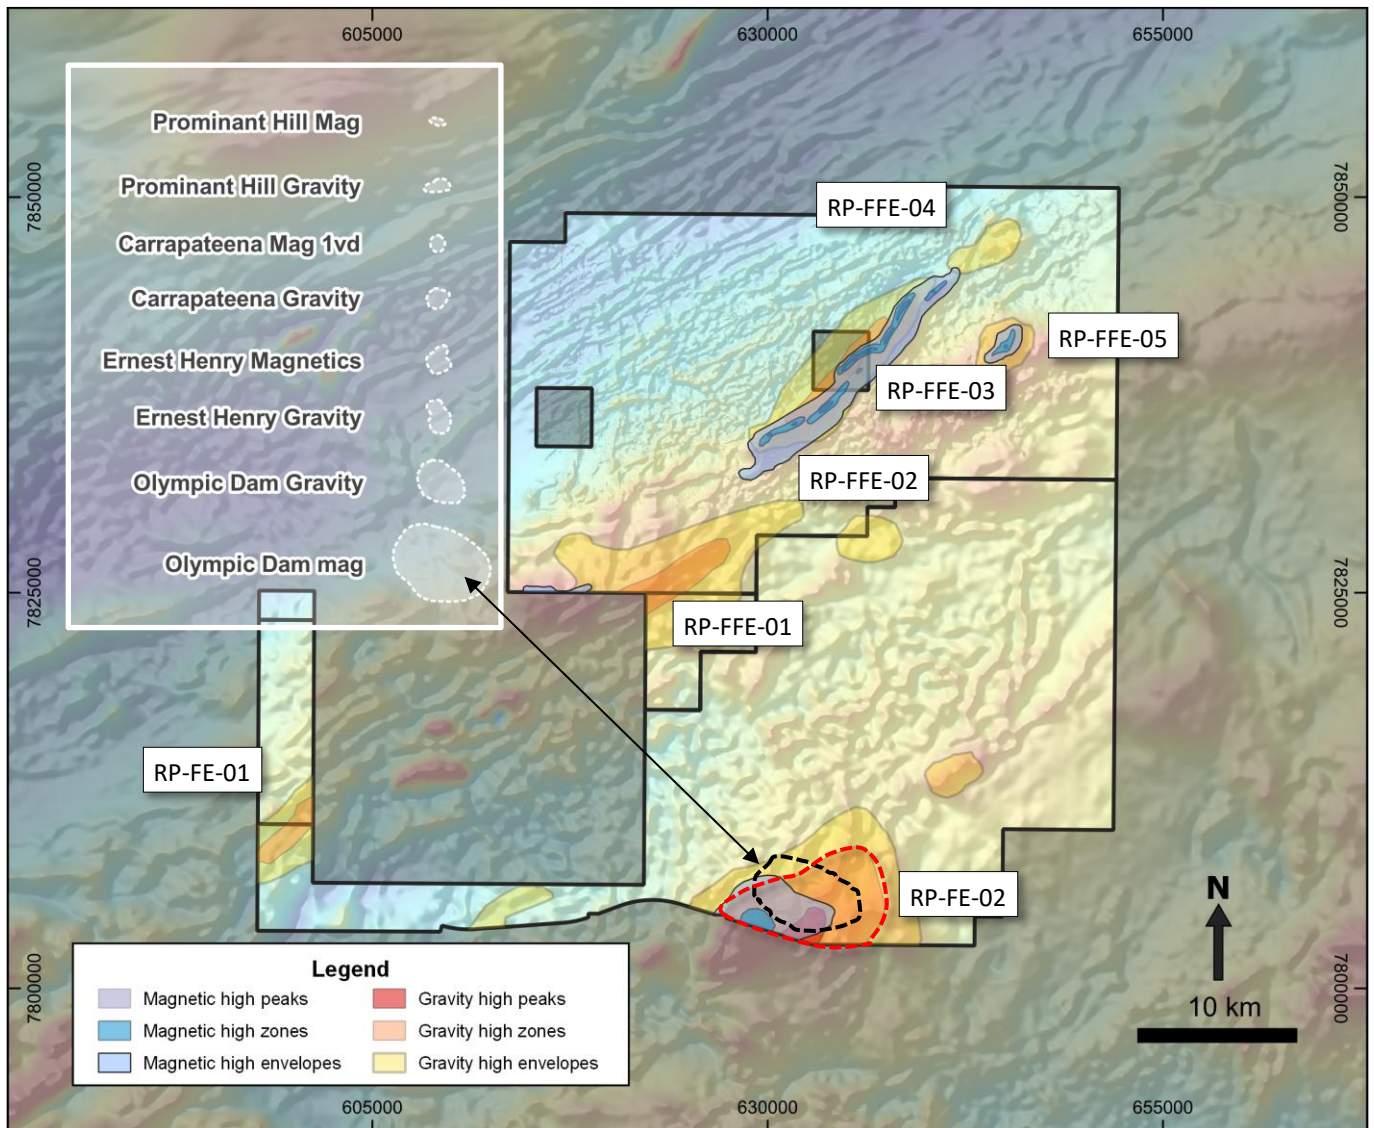 605000
630000
655000
Prominant Hill Mag
Prominant Hill Gravity
Carrapateena Mag 1vd
Carrapateena Gravity
Ernest Henry Magnetics
Ernest Henry Gravity
Olympic Dam Gravity
Olympic Dam mag
7850000
7850000
RP-FFE-04
RP-FFE-05
RP-FFE-03
RP-FFE-02
7825000
7825000
RP-FFE-01
RP-FE-01
RP-FE-02
N
10 km
7800000
7800000
Legend
Magnetic high peaks
Gravity high peaks
Magnetic high zones
Gravity high zones
Magnetic high envelopes
Gravity high envelopes
605000
630000
655000